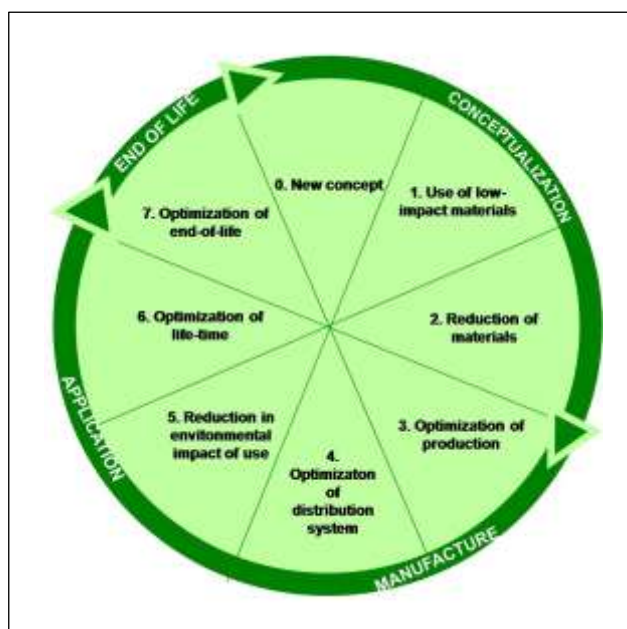 END OF LIFE
CONCEPTUALIZATION
0. New concept
1. Use of low-
impact materials
7. Optimization of
end-of-life
6. Optimization of
life-time
2. Reduction of
materials
5. Reduction in
envitonmental
impact of use
3. Optimization of
production
4.
Optimizaton
of
distribution
system
APPLICATION
MANUFACTURE